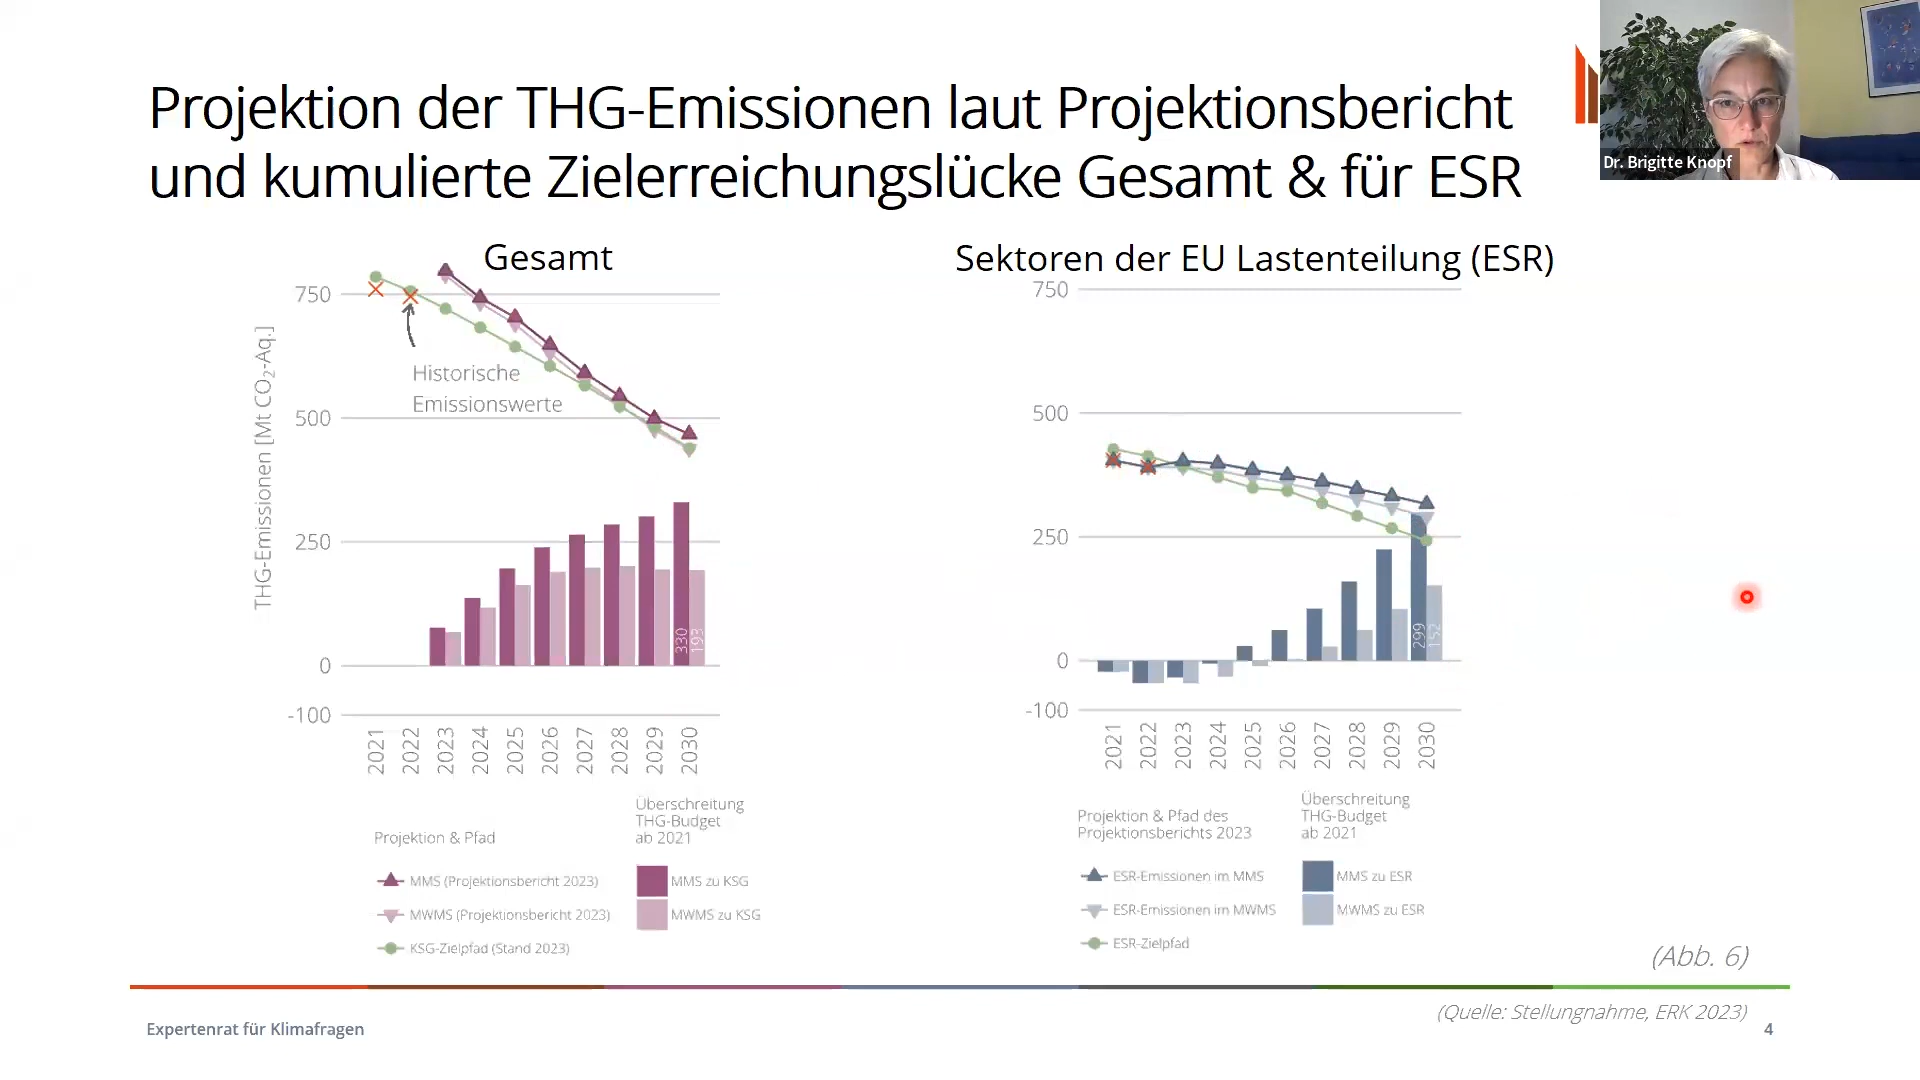 Projektion der THG-Emissionen laut Projektionsbericht
und kumulierte Zielerreichungslücke Gesamt & für ESR
Dr. Brigitte Knopf
Gesamt
THG-Emissionen [Mt CO₂-Äq.]
750
500
250
0
-100
Historische
Emissionswerte
330
193
2021
2022
2023
2024
2025
2026
2027
2028
2029
2030
Projektion & Pfad
MMS (Projektionsbericht 2023)
MWMS (Projektionsbericht 2023)
KSG-Zielpfad (Stand 2023)
Überschreitung
THG-Budget
ab 2021
MMS zu KSG
MWMS zu KSG
Sektoren der EU Lastenteilung (ESR)
750
500
250
0
-100
299
152
2021
2022
2023
2024
2025
2026
2027
2028
2029
2030
Projektion & Pfad des
Projektionsberichts 2023
ESR-Emissionen im MMS
ESR-Emissionen im MWMS
ESR-Zielpfad
Überschreitung
THG-Budget
ab 2021
MMS zu ESR
MWMS zu ESR
(Abb. 6)
(Quelle: Stellungnahme, ERK 2023)
Expertenrat für Klimafragen
4